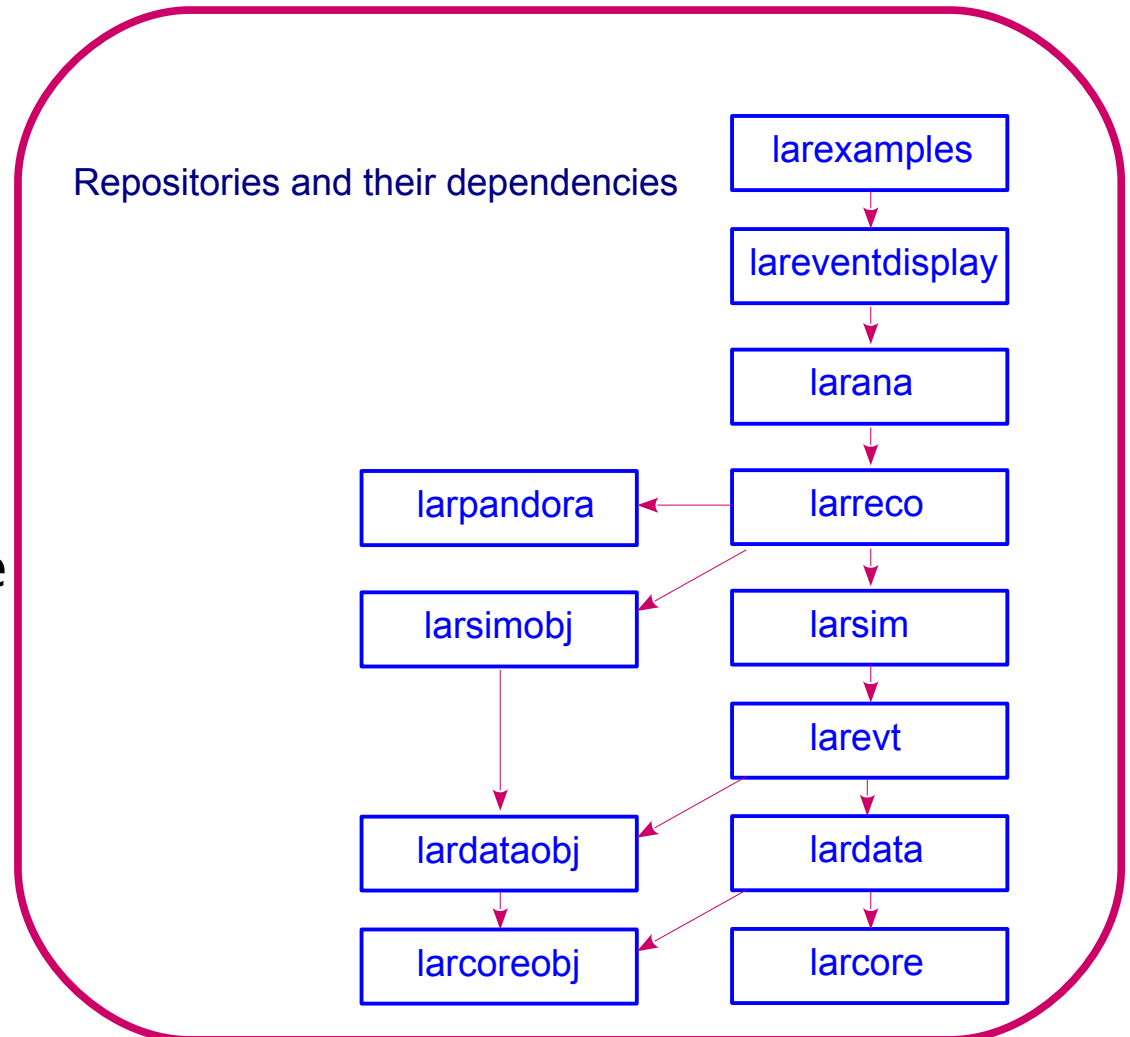 Repositories and their dependencies
larexamples
lareventdisplay
larana
larpandora
larreco
e
larsimobj
larsim
larevt
lardataobj
lardata
larcoreobj
larcore